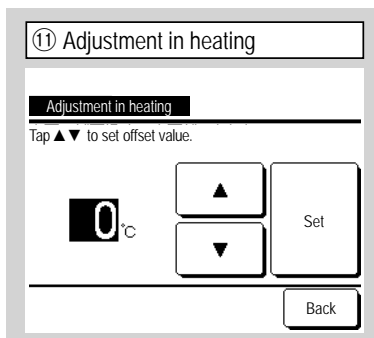 ⑪ Adjustment in heating
Adjustment in heating
Tap▲▼ to set offset value.
▲
0°C
Set
▼
Back